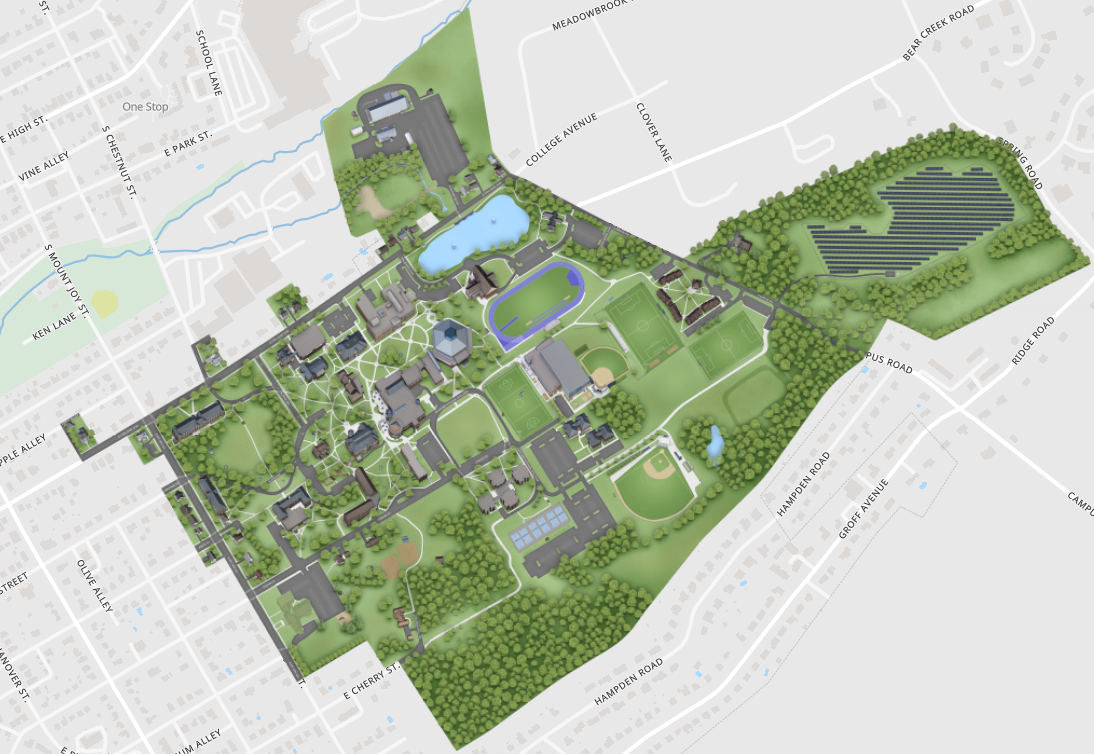 MEADOWBROOK
BEAR CREEK ROAD
SCHOOL LANE
One Stop
E HIGH ST.
S CHESTNUT ST.
E PARK ST.
COLLEGE AVENUE
CLOVER LANE
VINE ALLEY
SPRING ROAD
S MOUNT JOY ST.
KEN LANE
RIDGE ROAD
PUS ROAD
PPLE ALLEY
HAMPDEN ROAD
GROFF AVENUE
CAMPU
STREET
OLIVE ALLEY
HANOVER ST.
E CHERRY ST.
HAMPDEN ROAD
UM ALLEY